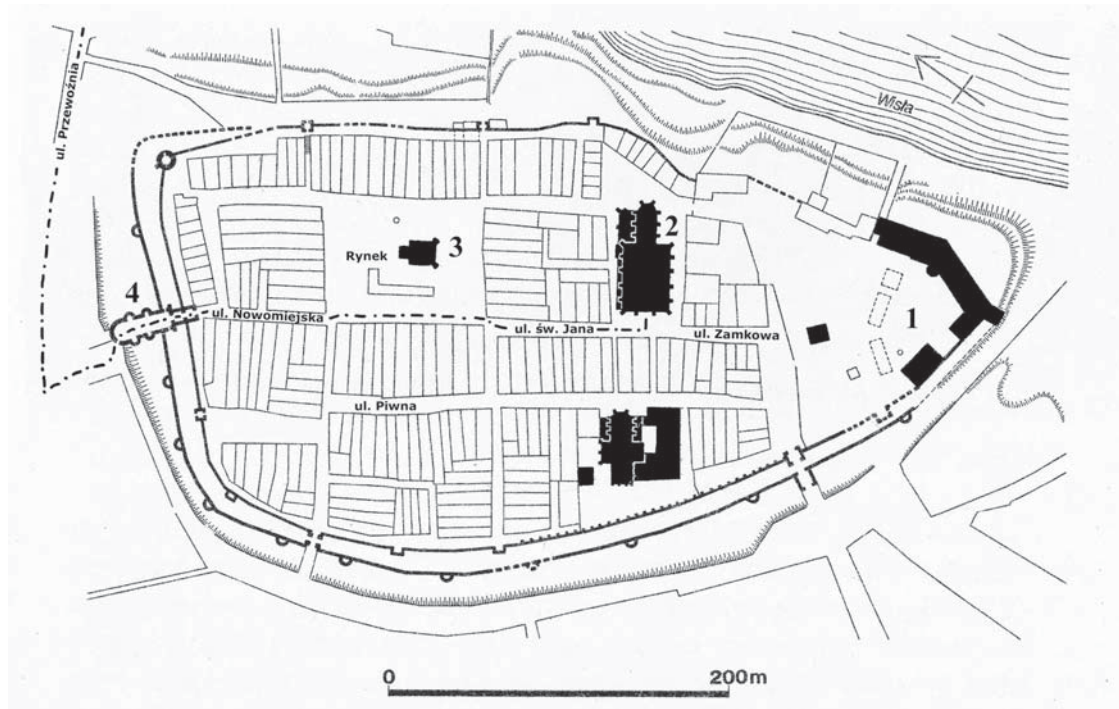 ul. Przewoźnia
Wisła
2
3
Rynek
4
ul. Nowomiejska
ul. św. Jana
ul. Zamkowa
1
ul. Piwna
0
200m